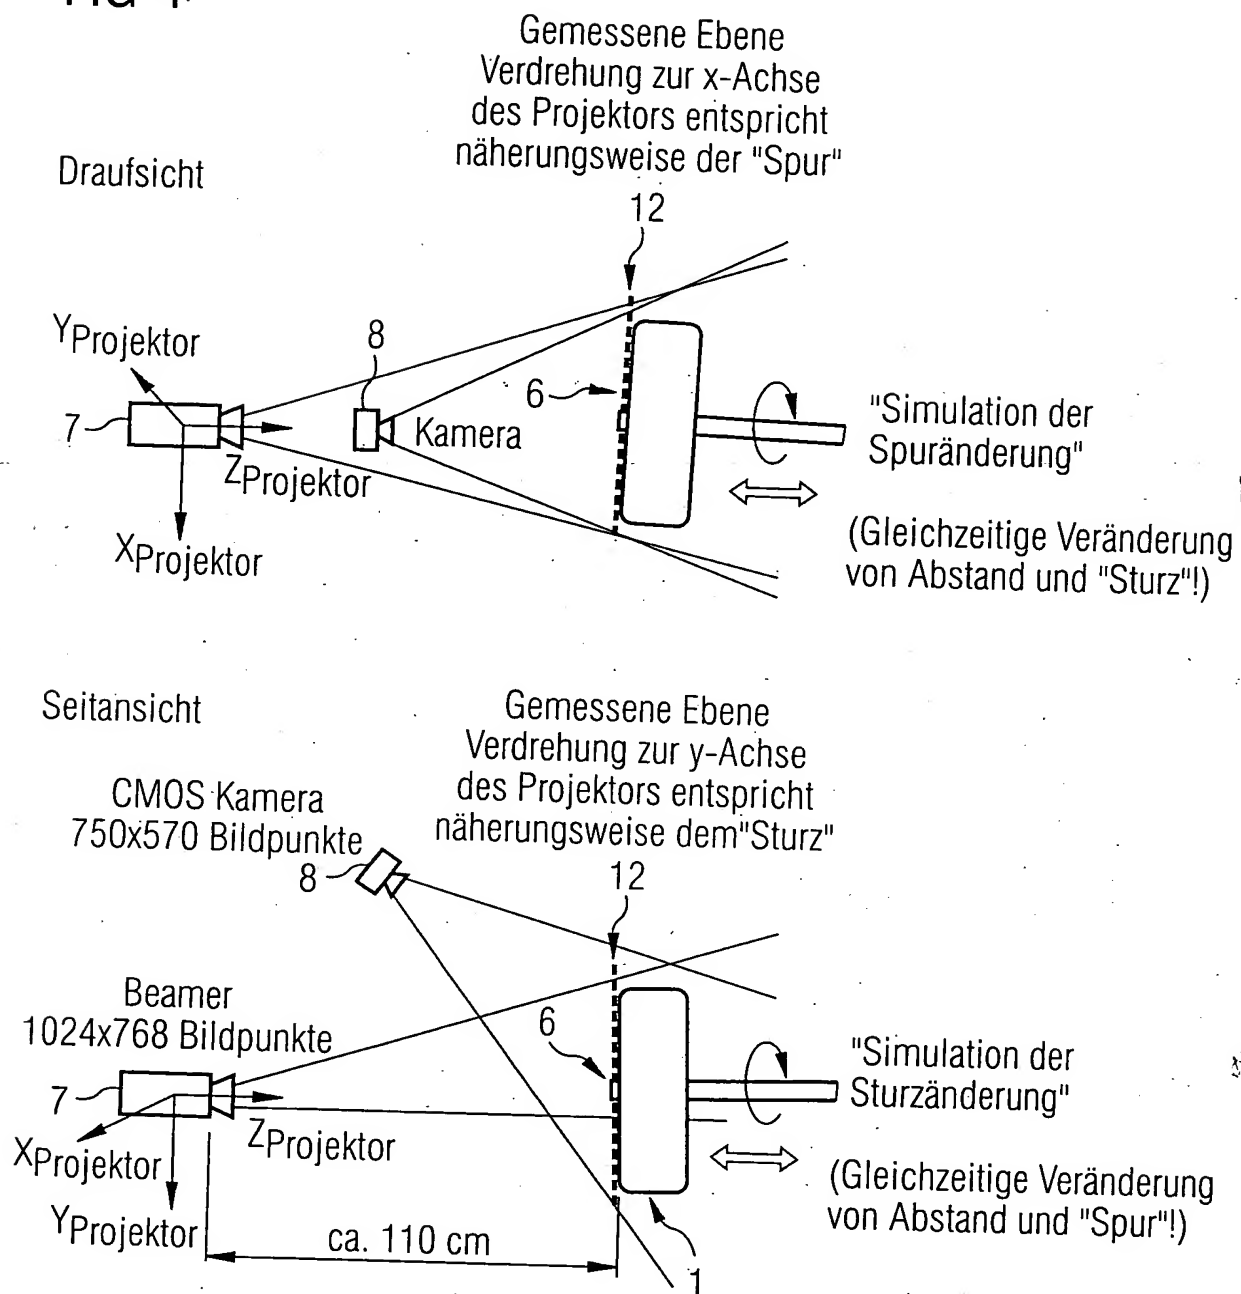 Gemessene Ebene
Verdrehung zur x-Achse
des Projektors entspricht
näherungsweise der "Spur"
Draufsicht
12
YProjektor
8
6
7
Kamera
ZProjektor
XProjektor
"Simulation der
Spuränderung"
(Gleichzeitige Veränderung
von Abstand und "Sturz"!)
Seitansicht
Gemessene Ebene
Verdrehung zur y-Achse
des Projektors entspricht
näherungsweise dem"Sturz"
CMOS Kamera
750x570 Bildpunkte
8
12
Beamer
1024x768 Bildpunkte
6
7
ZProjektor
XProjektor
YProjektor
ca. 110 cm
1
"Simulation der
Sturzänderung"
(Gleichzeitige Veränderung
von Abstand und "Spur"!)